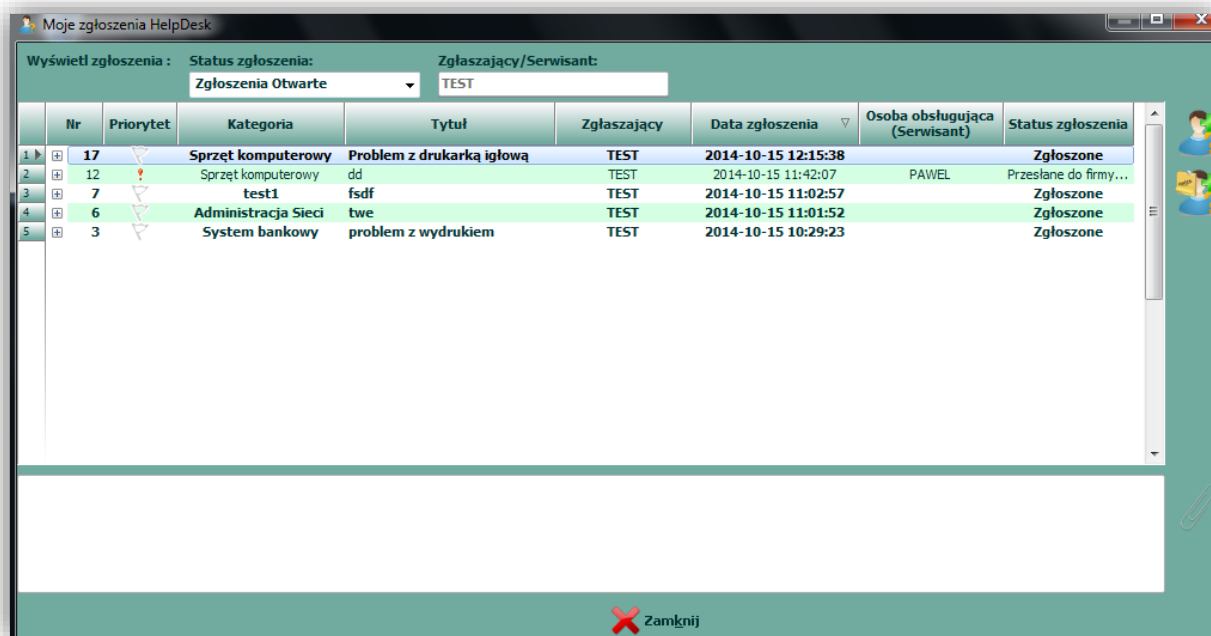 Moje zgłoszenia HelpDesk
Wyświetl zgłoszenia : Status zgłoszenia: Zgłaszający/Serwisant:
Zgłoszenia Otwarte TEST
Nr Priorytet Kategoria Tytuł Zgłaszający Data zgłoszenia Osoba obsługująca (Serwisant) Status zgłoszenia
1 17 Sprzęt komputerowy Problem z drukarką igłową TEST 2014-10-15 12:15:38 Zgłoszone
2 12 Sprzęt komputerowy dd TEST 2014-10-15 11:42:07 PAWEL Przesłane do firmy...
3 7 test1 fsdf TEST 2014-10-15 11:02:57 Zgłoszone
4 6 Administracja Sieci twe TEST 2014-10-15 11:01:52 Zgłoszone
5 3 System bankowy problem z wydrukiem TEST 2014-10-15 10:29:23 Zgłoszone
Zamknij